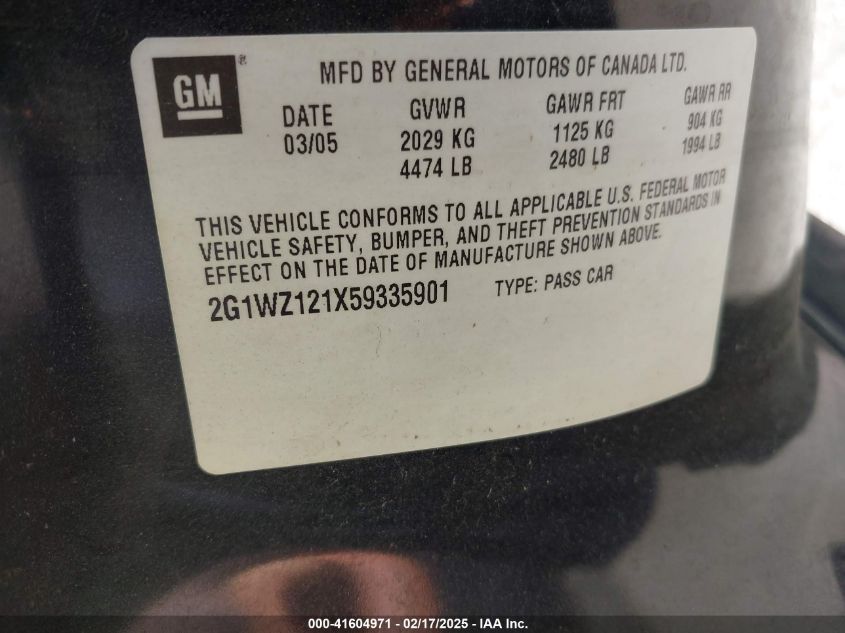 GM®
MFD BY GENERAL MOTORS OF CANADA LTD.
DATE GVWR GAWR FRT GAWR RR
03/05 2029 KG 1125 KG 904 KG
4474 LB 2480 LB 1994 LB
THIS VEHICLE CONFORMS TO ALL APPLICABLE U.S. FEDERAL MOTOR
VEHICLE SAFETY, BUMPER, AND THEFT PREVENTION STANDARDS IN
EFFECT ON THE DATE OF MANUFACTURE SHOWN ABOVE.
2G1WZ121X59335901 TYPE: PASS CAR
000-41604971 - 02/17/2025 - IAA Inc.